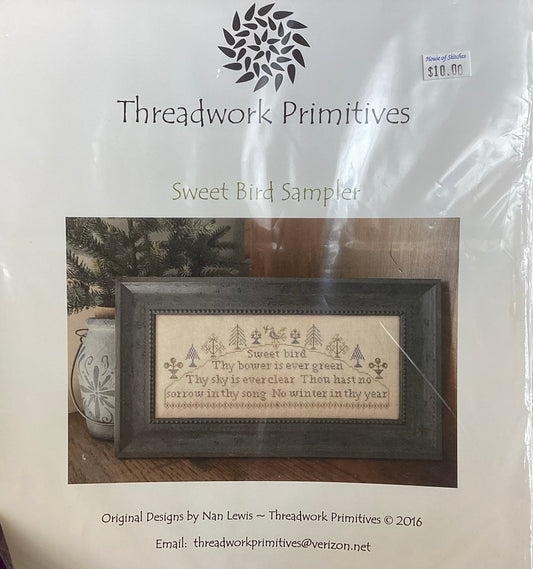 House of Stitches
$10.00
Threadwork Primitives
Sweet Bird Sampler
Sweet bird
Thy bower is ever green
Thy sky is ever clear Thou hast no
sorrow in thy song No winter in thy year
Original Designs by Nan Lewis ~ Threadwork Primitives © 2016
Email: threadworkprimitives@verizon.net